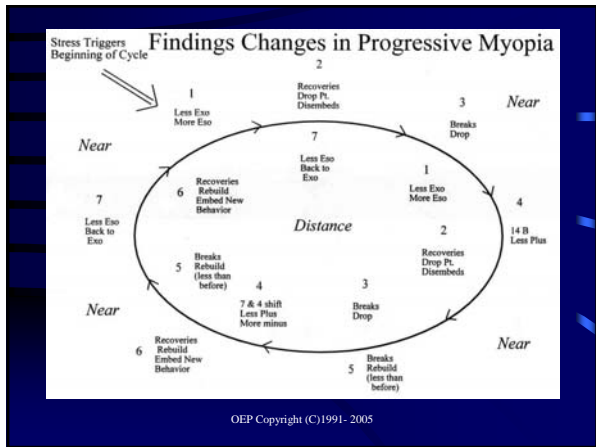 Stress Triggers
Beginning of Cycle
Findings Changes in Progressive Myopia
1
Less Exo
More Eso
2
Recoveries
Drop Pt.
Disembeds
3
Breaks
Drop
Near
4
14 B
Less Plus
Near
5
Breaks
Rebuild
(less than
before)
6
Recoveries
Rebuild
Embed New
Behavior
Near
7
Less Eso
Back to
Exo
Near
Distance
7
Less Eso
Back to
Exo
1
Less Exo
More Eso
2
Recoveries
Drop Pt.
Disembeds
3
Breaks
Drop
4
7 & 4 shift
Less Plus
More minus
5
Breaks
Rebuild
(less than
before)
6
Recoveries
Rebuild
Embed New
Behavior
OEP Copyright (C)1991- 2005